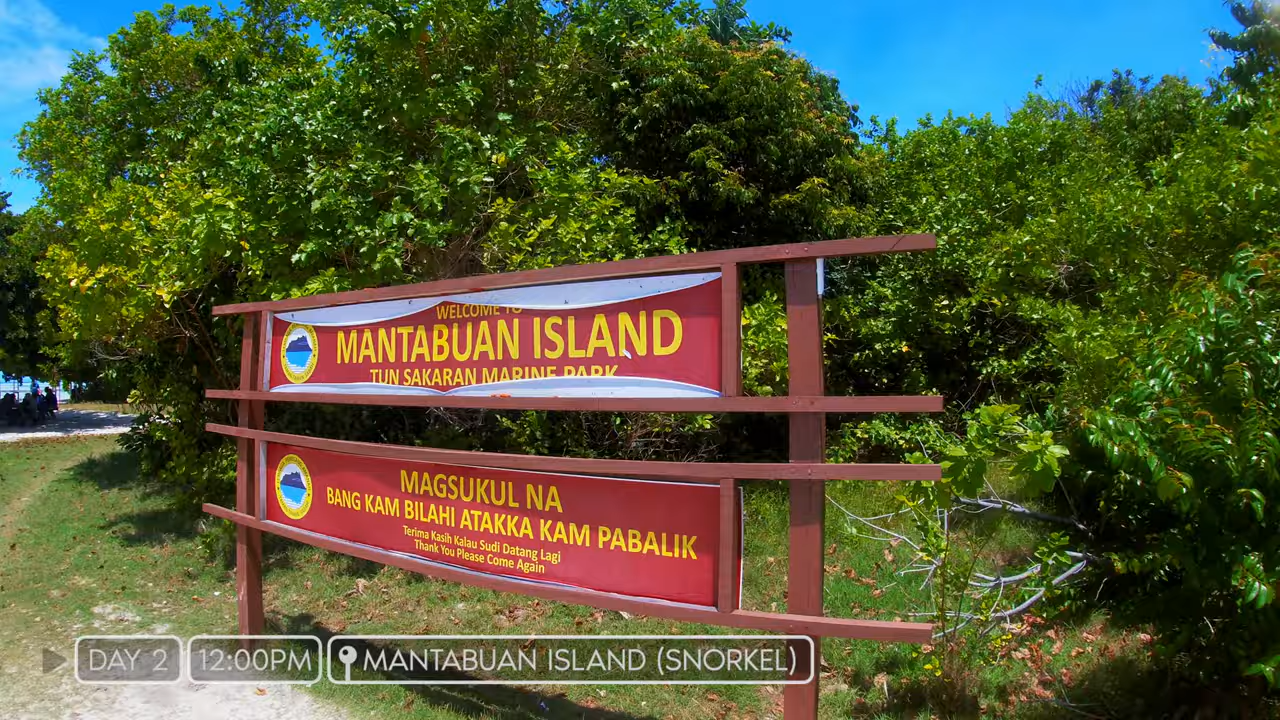 WELCOME TO
MANTABUAN ISLAND
TUN SAKARAN MARINE PARK
MAGSUKUL NA
BANG KAM BILAHI ATAKKA KAM PABALIK
Terima Kasih Kalau Sudi Datang Lagi
Thank You Please Come Again
DAY 2
12:00PM
MANTABUAN ISLAND (SNORKEL)